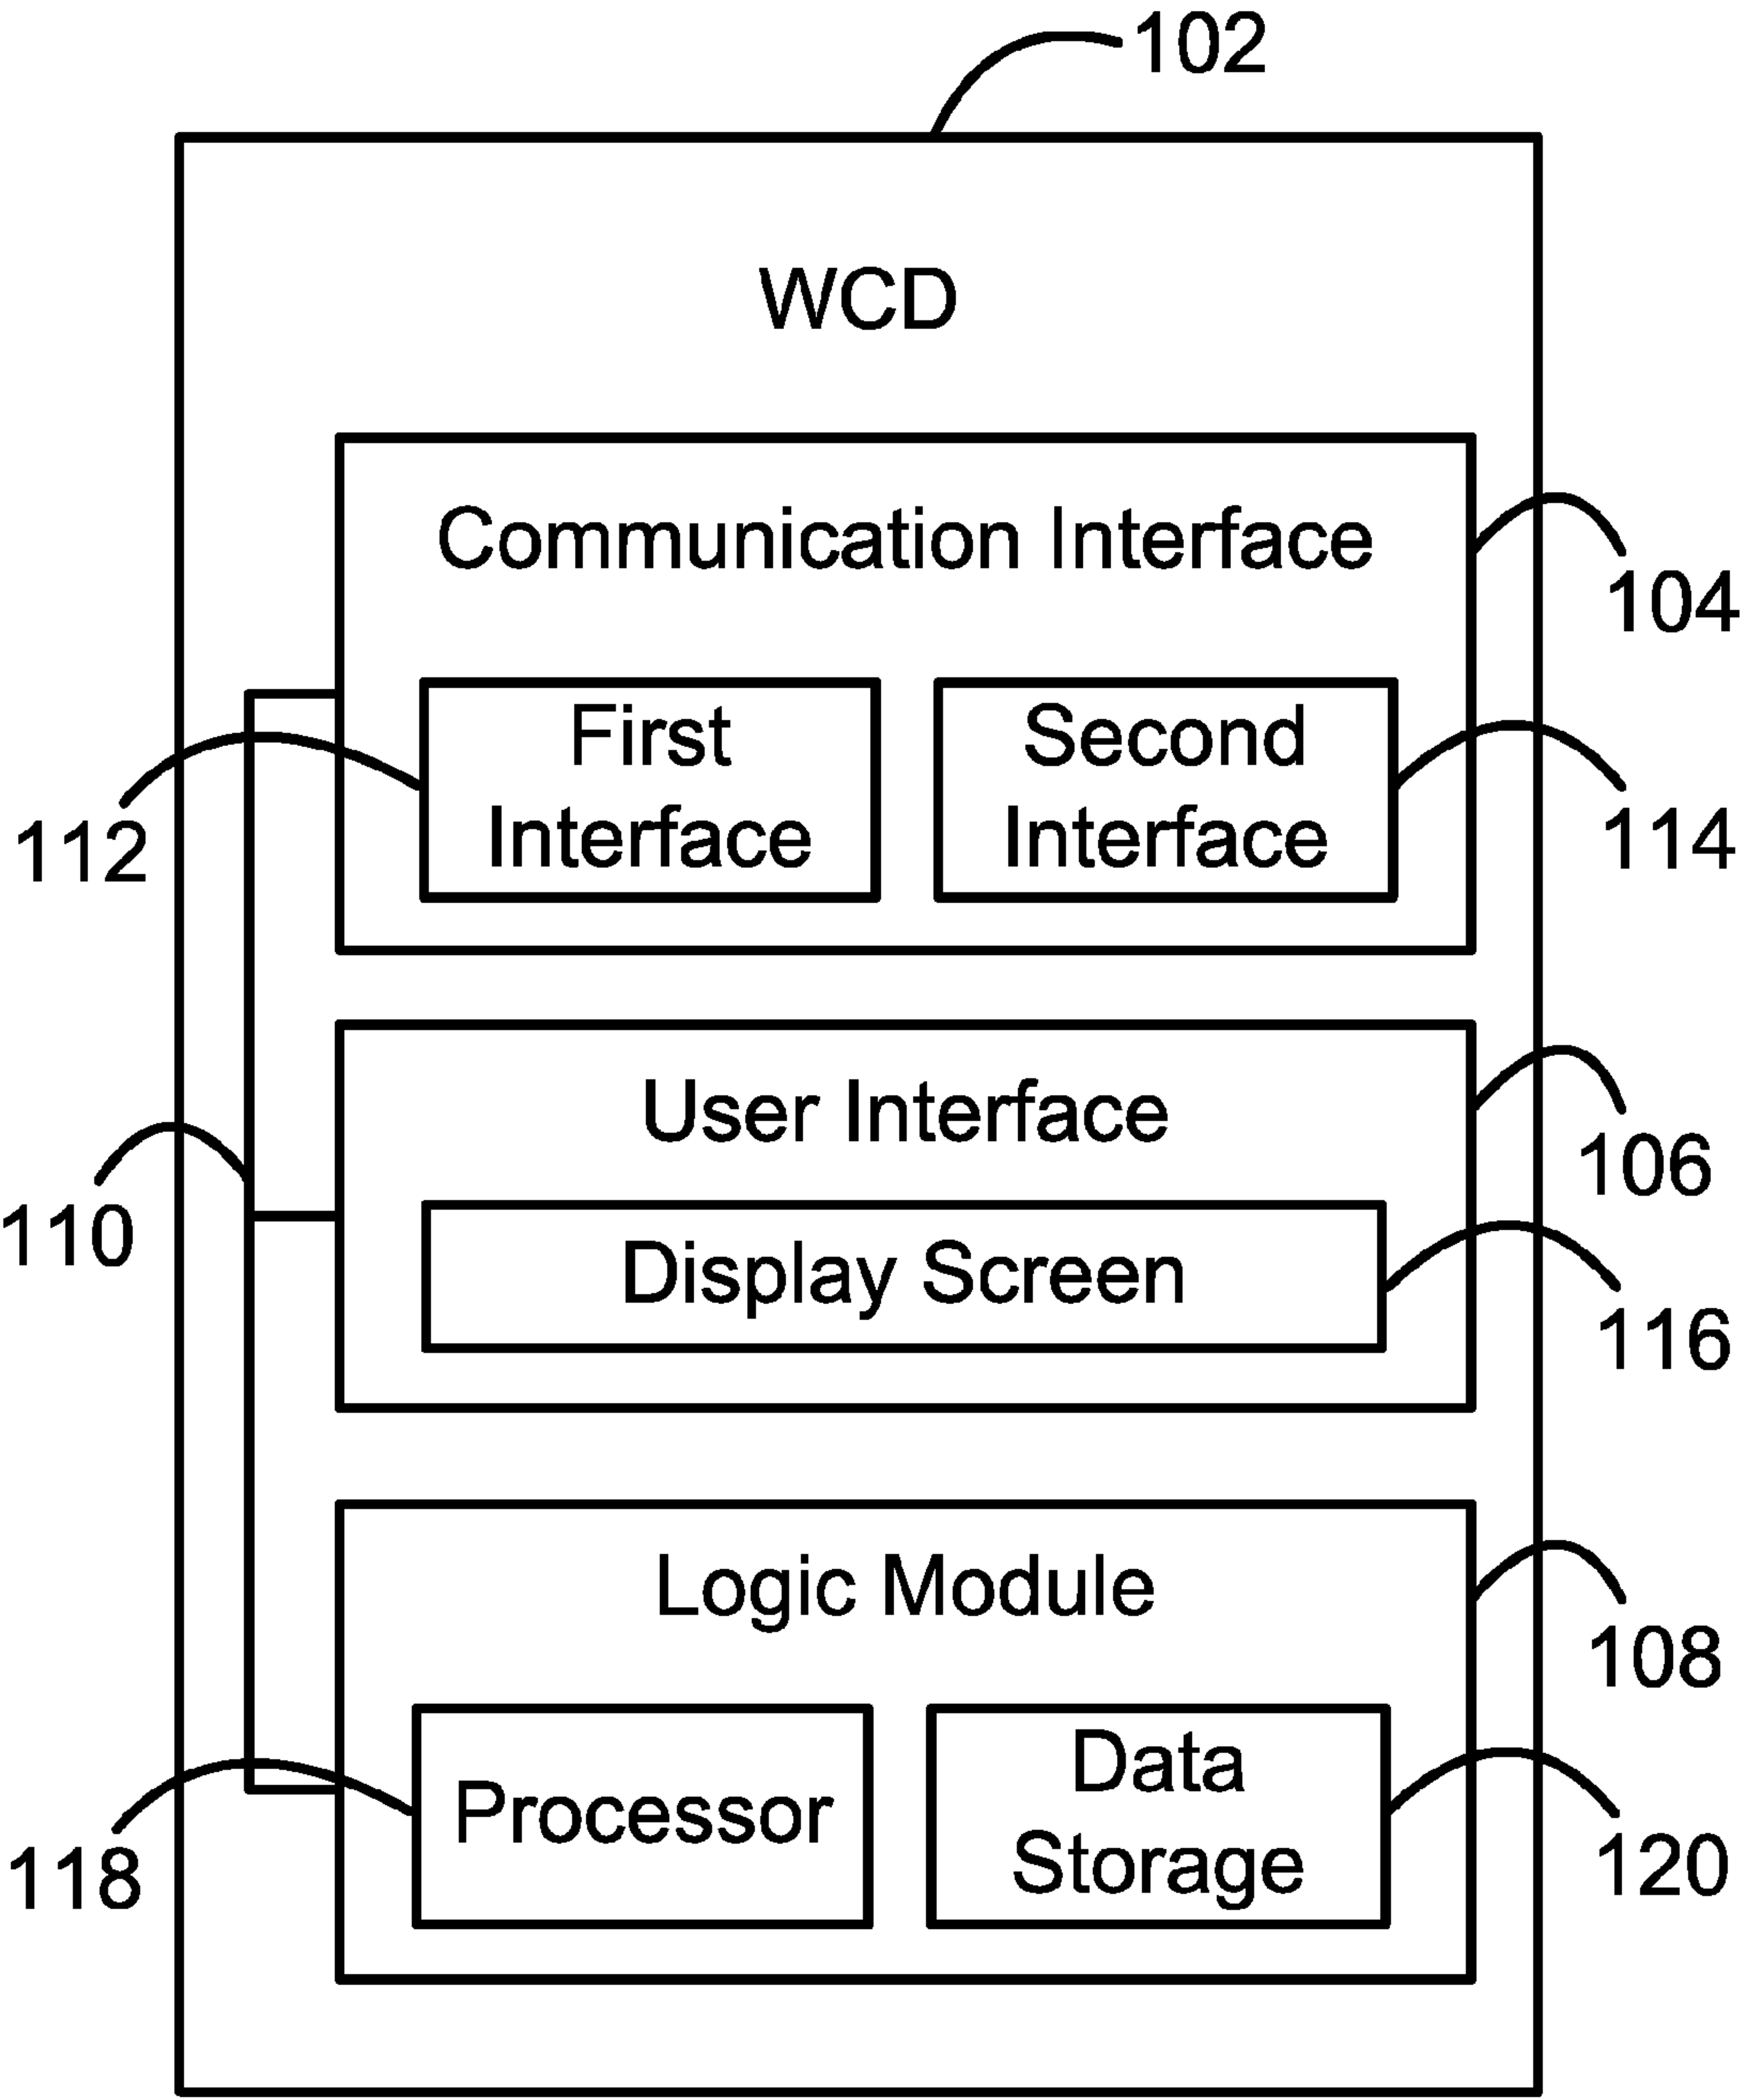 102
WCD
Communication Interface
104
First
Interface
Second
Interface
112
114
User Interface
106
110
Display Screen
116
Logic Module
108
Processor
Data
Storage
118
120